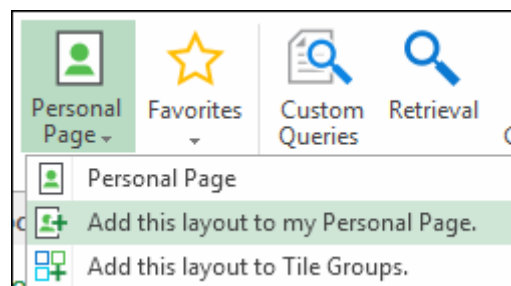 Personal
Page
Favorites
Custom
Queries
Retrieval
Personal Page
Add this layout to my Personal Page.
Add this layout to Tile Groups.